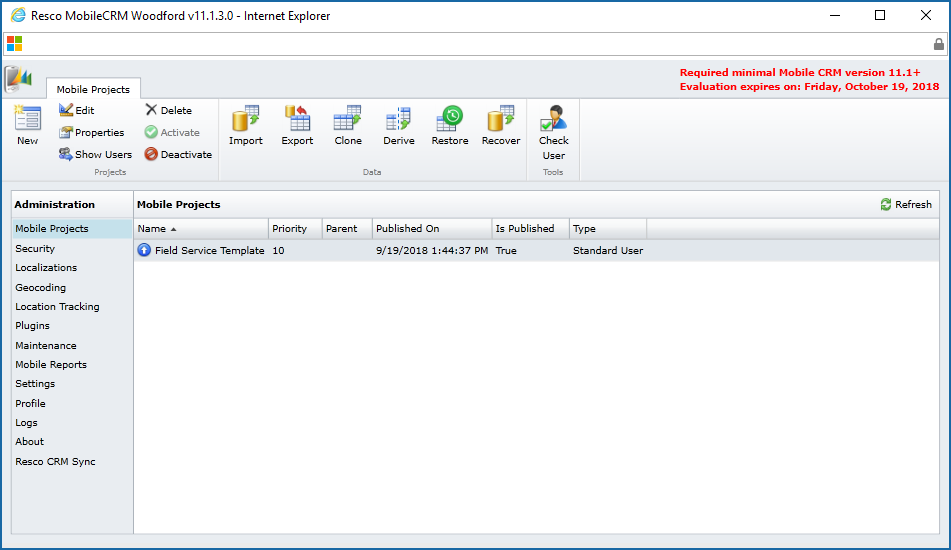 Resco MobileCRM Woodford v11.1.3.0 - Internet Explorer
Required minimal Mobile CRM version 11.1+
Mobile Projects
Evaluation expires on: Friday, October 19, 2018
New
Edit
Properties
Show Users
Delete
Activate
Deactivate
Projects
Import
Export
Clone
Derive
Restore
Recover
Data
Check
User
Tools
Administration
Mobile Projects
Security
Localizations
Geocoding
Location Tracking
Plugins
Maintenance
Mobile Reports
Settings
Profile
Logs
About
Resco CRM Sync
Mobile Projects
Refresh
Name Priority Parent Published On Is Published Type
Field Service Template 10 9/19/2018 1:44:37 PM True Standard User